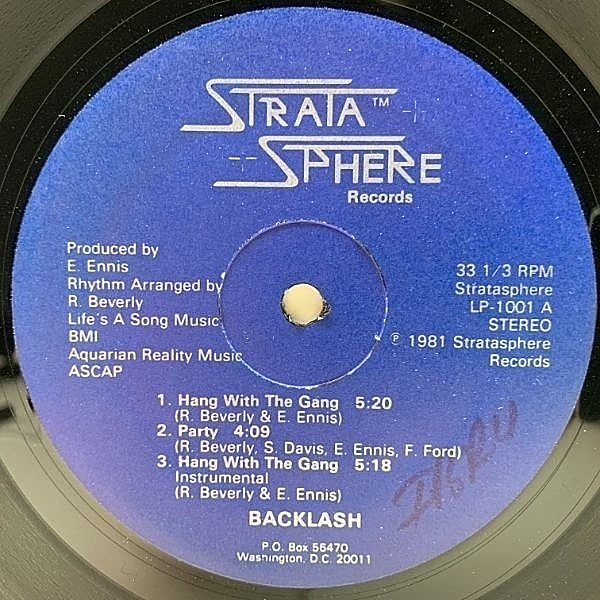 STRATA™
SPHERE
Records
Produced by
E. Ennis
Rhythm Arranged by
R. Beverly
Life's A Song Music
BMI
Aquarian Reality Music
ASCAP
33 1/3 RPM
Stratasphere
LP-1001 A
STEREO
℗ 1981 Stratasphere
Records
1. Hang With The Gang 5:20
(R. Beverly & E. Ennis)
2. Party 4:09
(R. Beverly, S. Davis, E. Ennis, F. Ford)
3. Hang With The Gang 5:18
Instrumental
(R. Beverly & E. Ennis)
BACKLASH
P.O. Box 56470
Washington, D.C. 20011